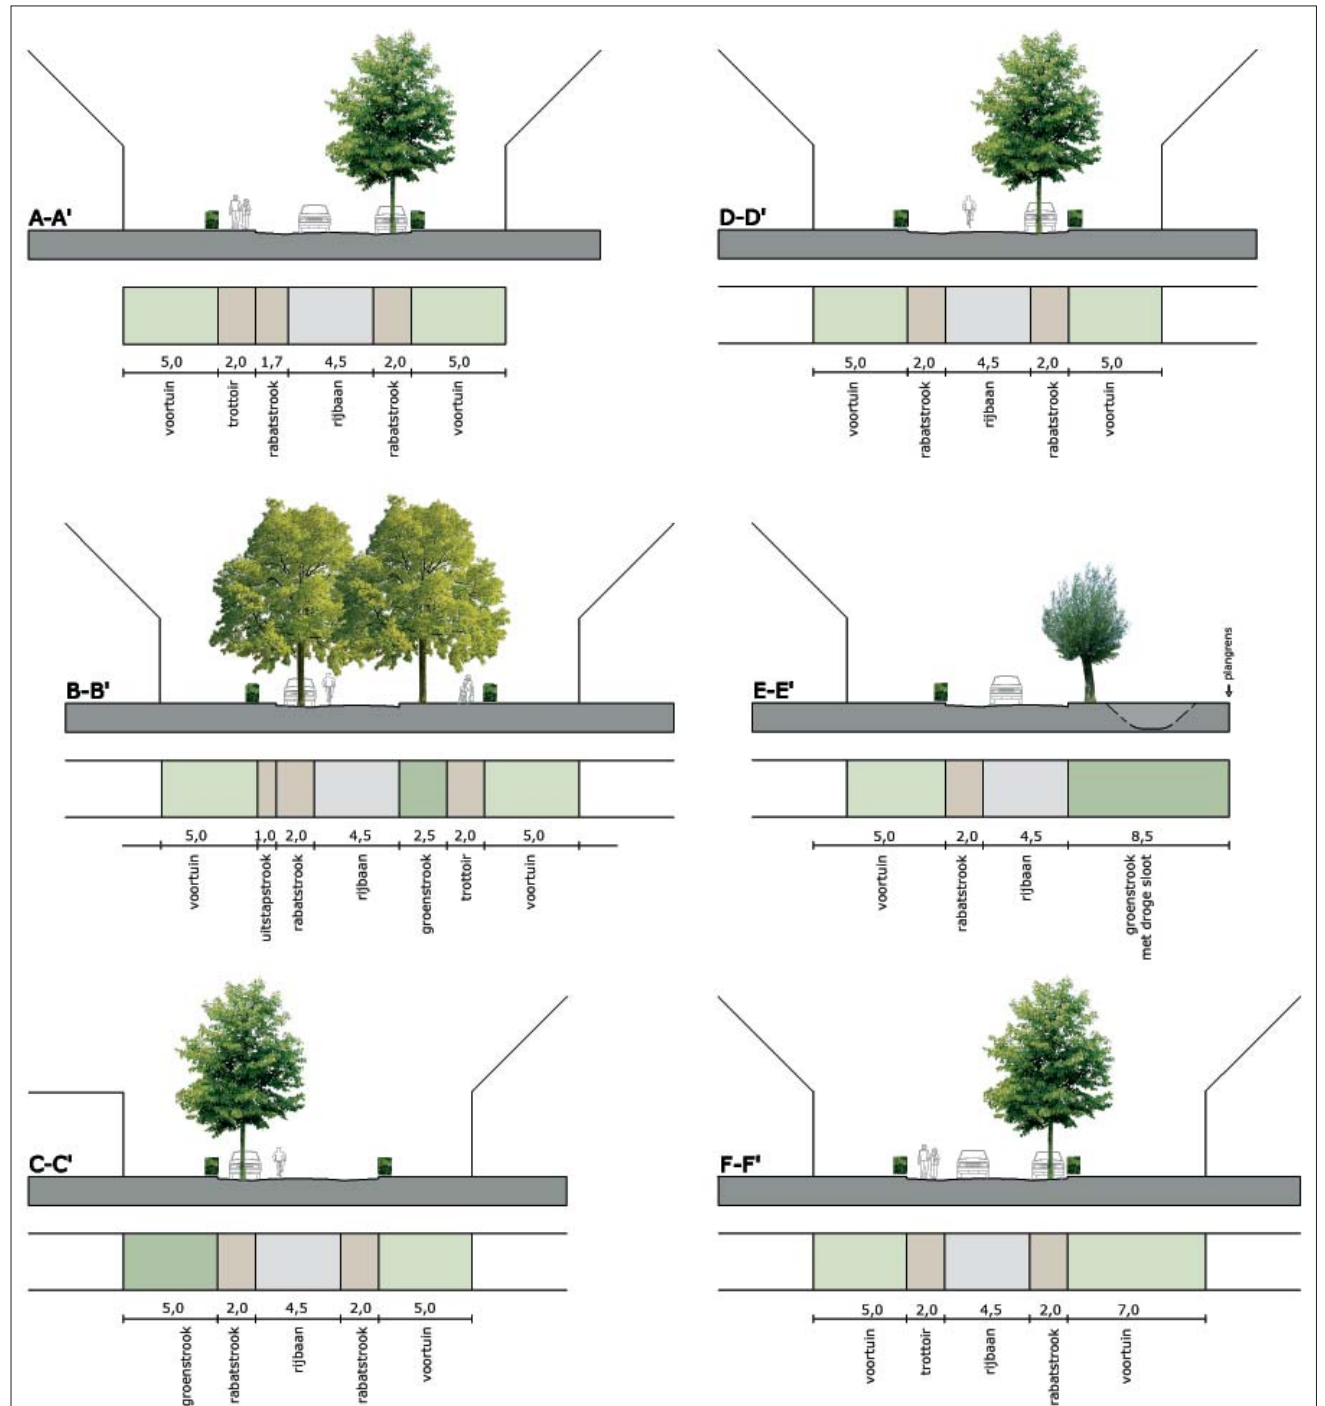 A-A'
5,0 2,0 1,7 4,5 2,0 5,0
voortuin
trottoir
rabatstrook
rijbaan
rabatstrook
voortuin
D-D'
5,0 2,0 4,5 2,0 5,0
voortuin
rabatstrook
rijbaan
rabatstrook
voortuin
B-B'
5,0 1,0 2,0 4,5 2,5 2,0 5,0
voortuin
uitstapstrook
rabatstrook
rijbaan
groenstrook
trottoir
voortuin
E-E'
plangrens
5,0 2,0 4,5 8,5
voortuin
rabatstrook
rijbaan
groenstrook
met droge sloot
C-C'
5,0 2,0 4,5 2,0 5,0
groenstrook
rabatstrook
rijbaan
rabatstrook
voortuin
F-F'
5,0 2,0 4,5 2,0 7,0
voortuin
trottoir
rijbaan
rabatstrook
voortuin